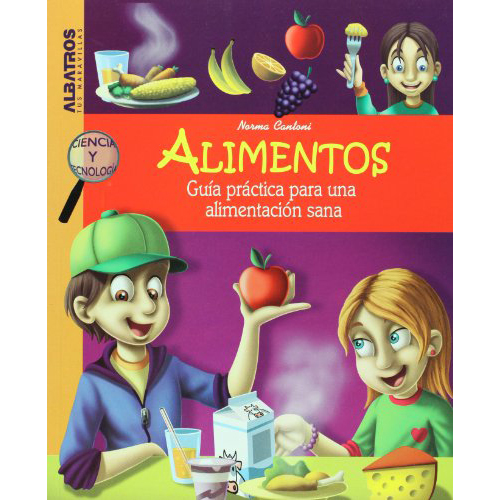 ALBATROS
TUS MARAVILLAS
CIENCIA
Y
TECNOLOGÍA
Norma Cantoni
ALIMENTOS
Guía práctica para una
alimentación sana